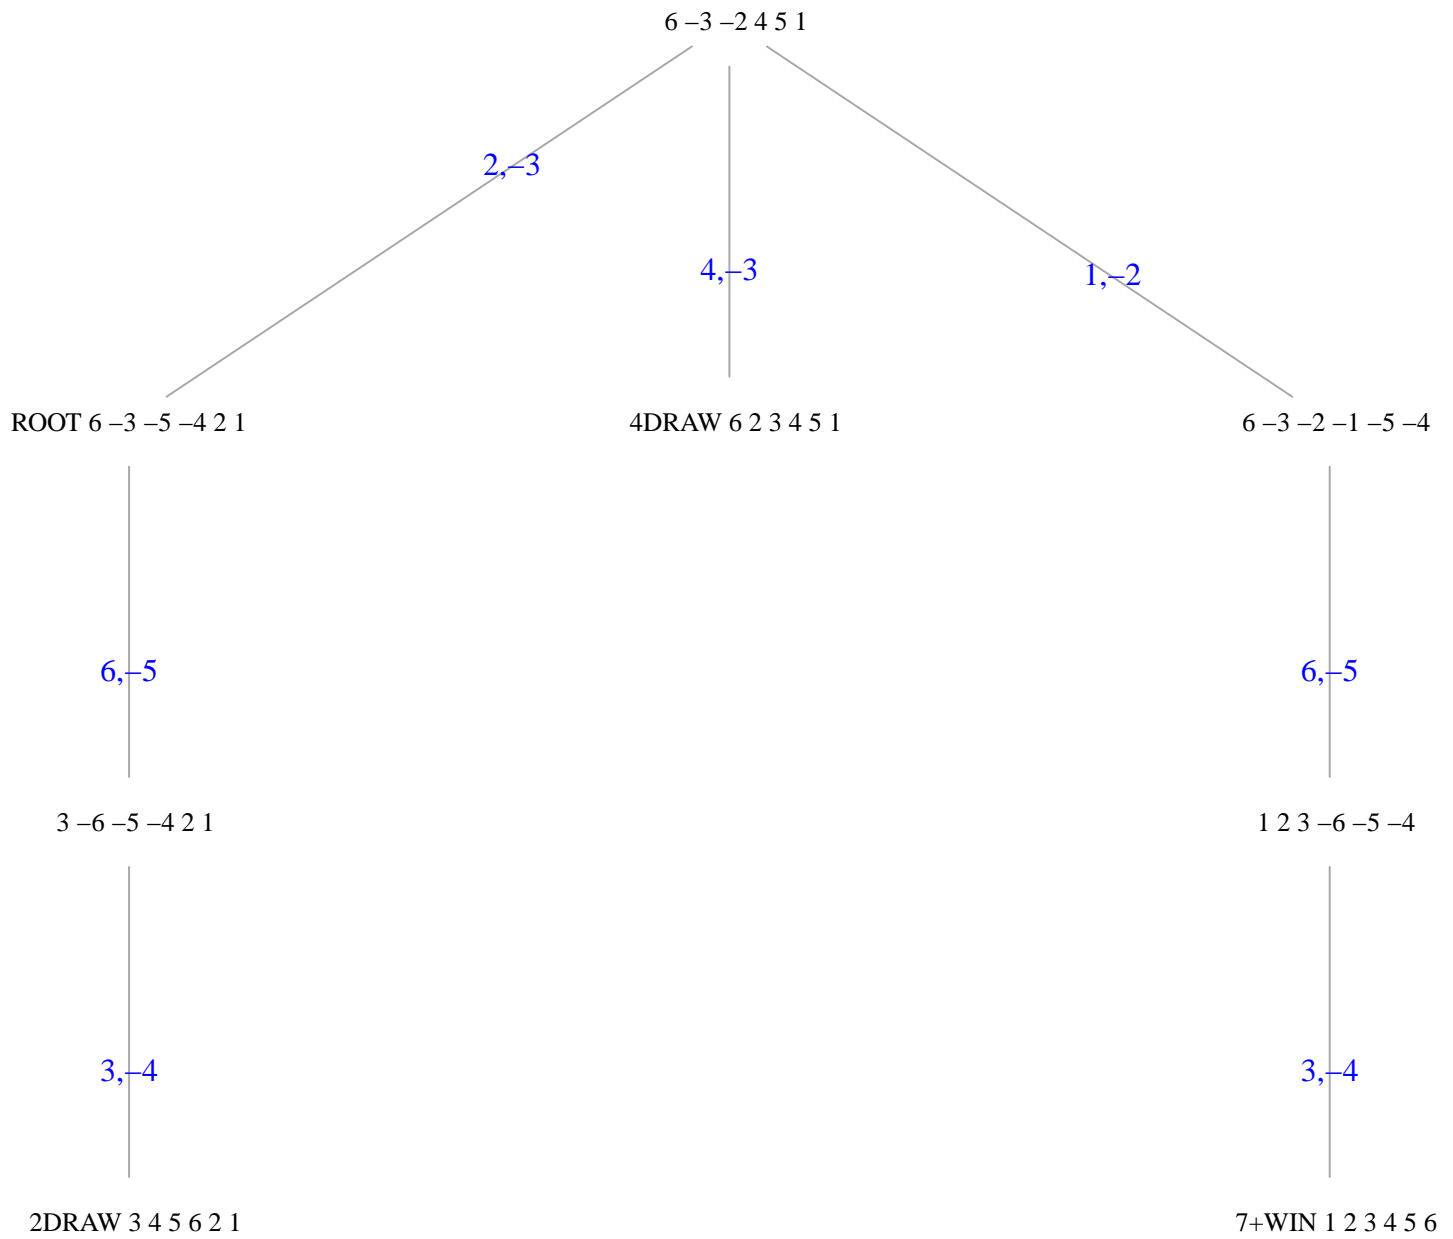 6 –3 –2 4 5 1
2,–3
4,–3
1,–2
ROOT 6 –3 –5 –4 2 1
4DRAW 6 2 3 4 5 1
6 –3 –2 –1 –5 –4
6,–5
6,–5
3 –6 –5 –4 2 1
1 2 3 –6 –5 –4
3,–4
3,–4
2DRAW 3 4 5 6 2 1
7+WIN 1 2 3 4 5 6